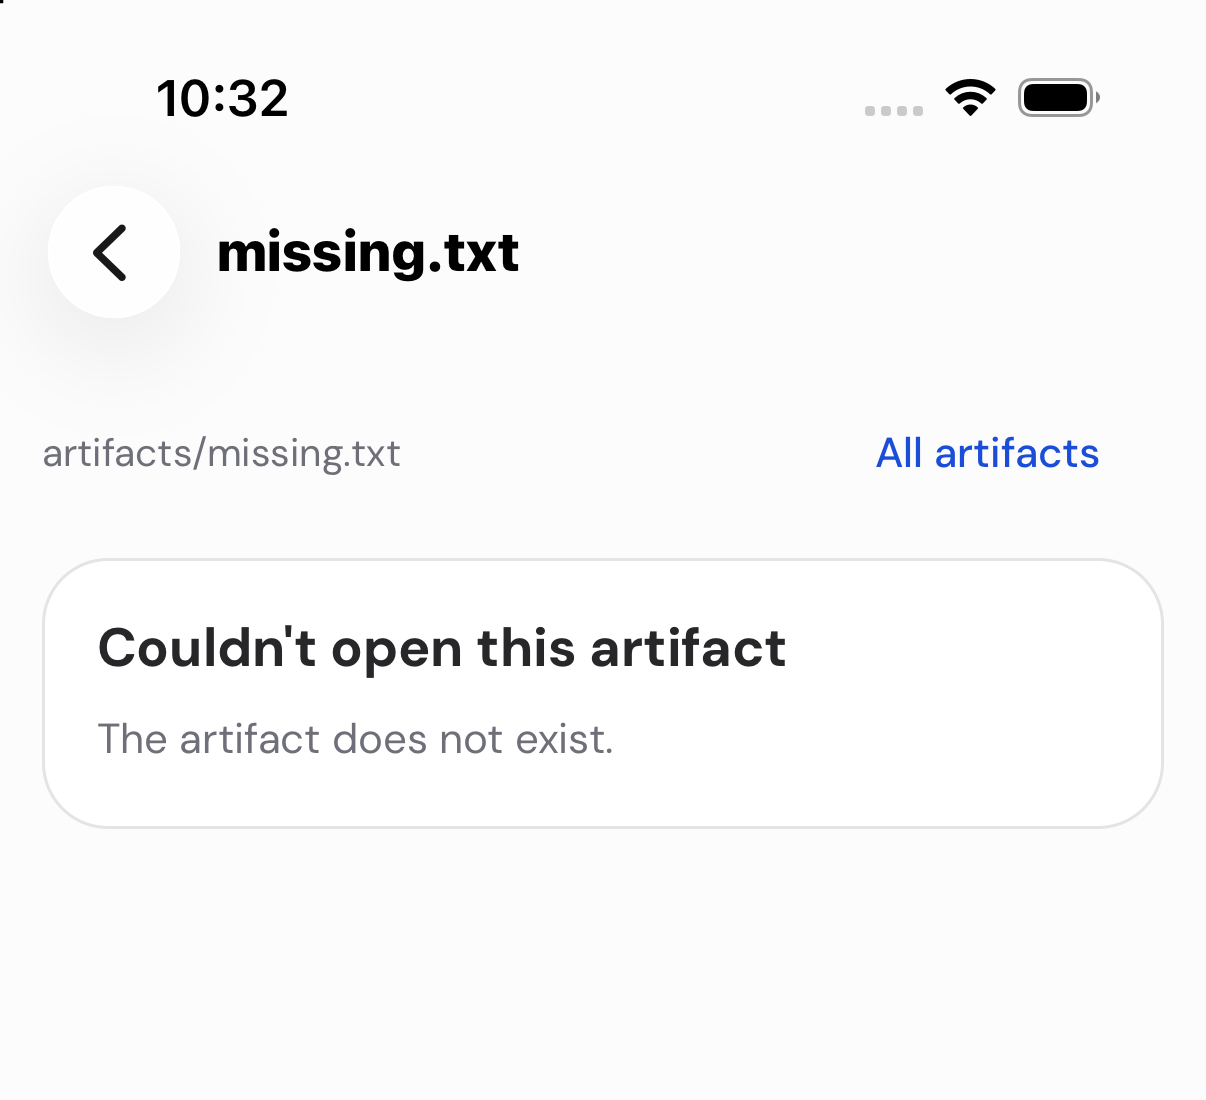 10:32
missing.txt
artifacts/missing.txt
All artifacts
Couldn't open this artifact
The artifact does not exist.